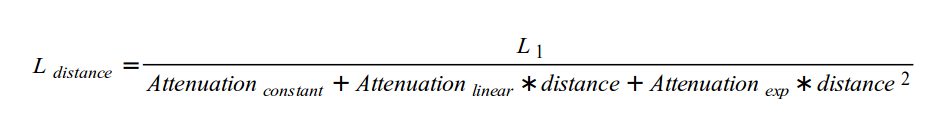 L distance = L 1 / Attenuation constant + Attenuation linear * distance + Attenuation exp * distance 2